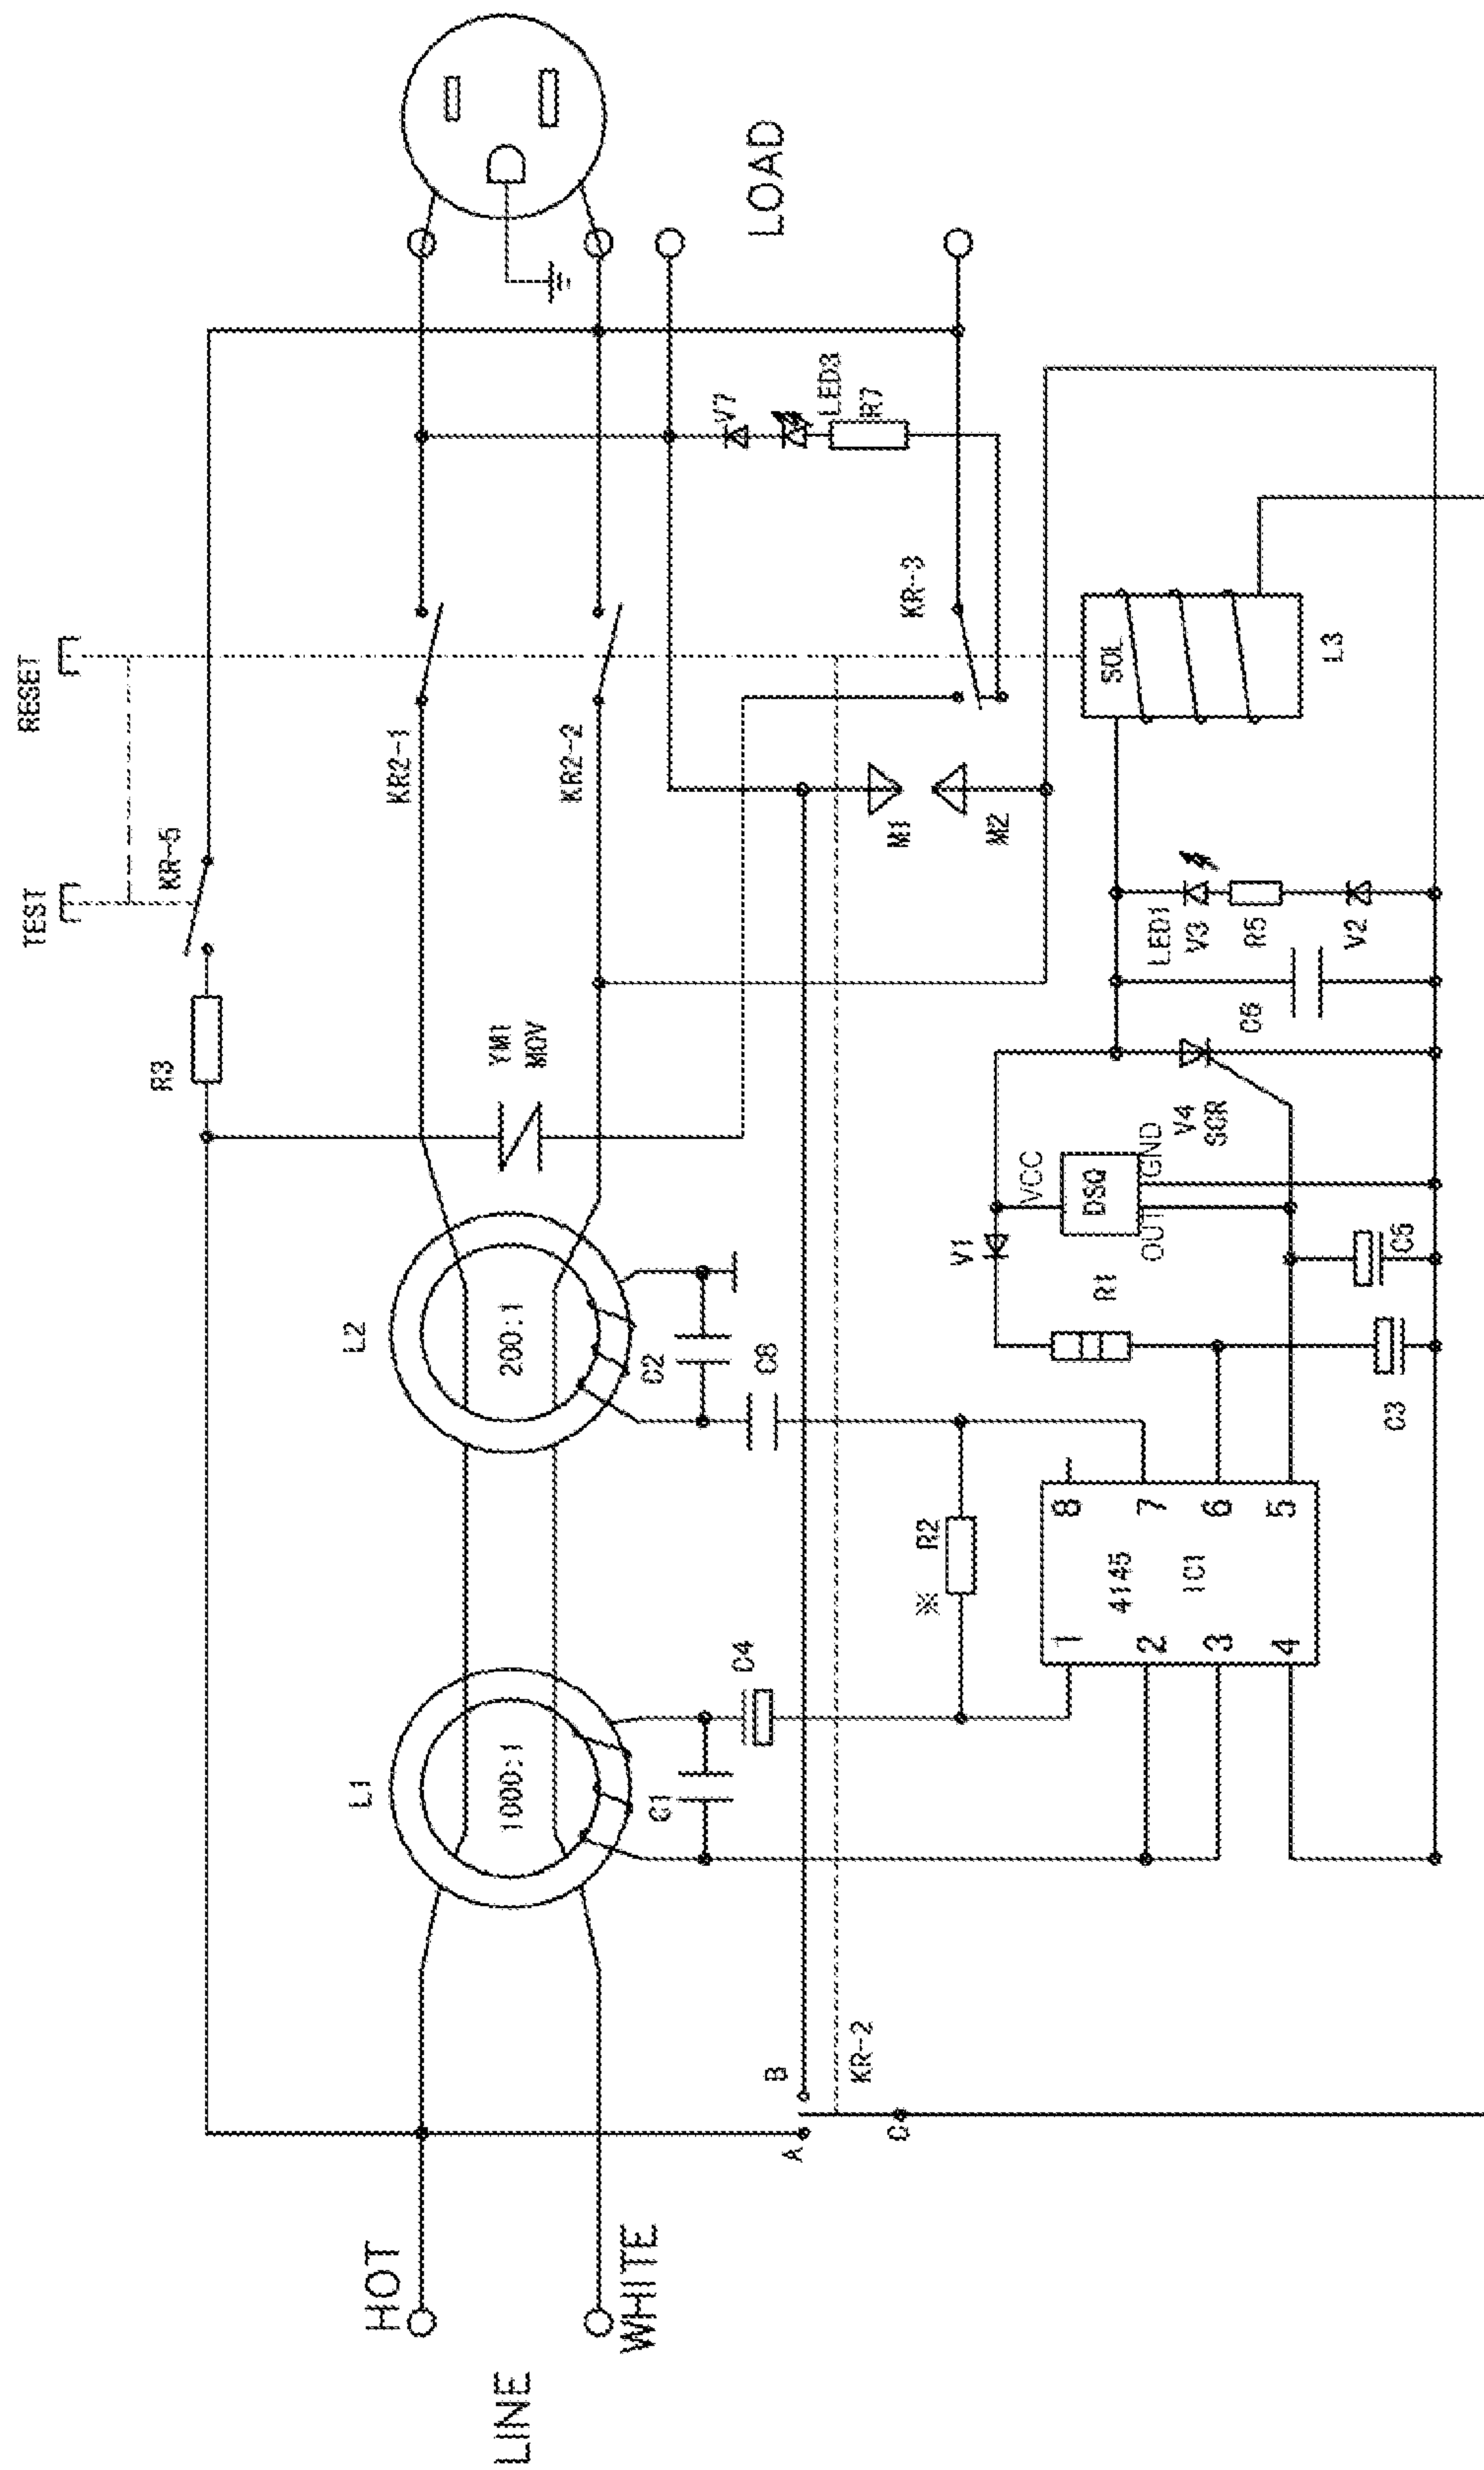 TEST
RESET
KR-5
R3
HOT
LINE
WHITE
L1
1000:1
L2
200:1
YM1
MOV
KR2-1
KR2-2
LOAD
C1
C4
C2
C8
V7
LED3
R7
KR-3
M1
M2
A
B
C
KR-2
※ R2
4145
IC1
1
2
3
4
5
6
7
8
V1
R1
VCC
DSQ
OUT
GND
V4
SCR
C3
C5
C6
LED1
V3
R5
V2
SOL
L3